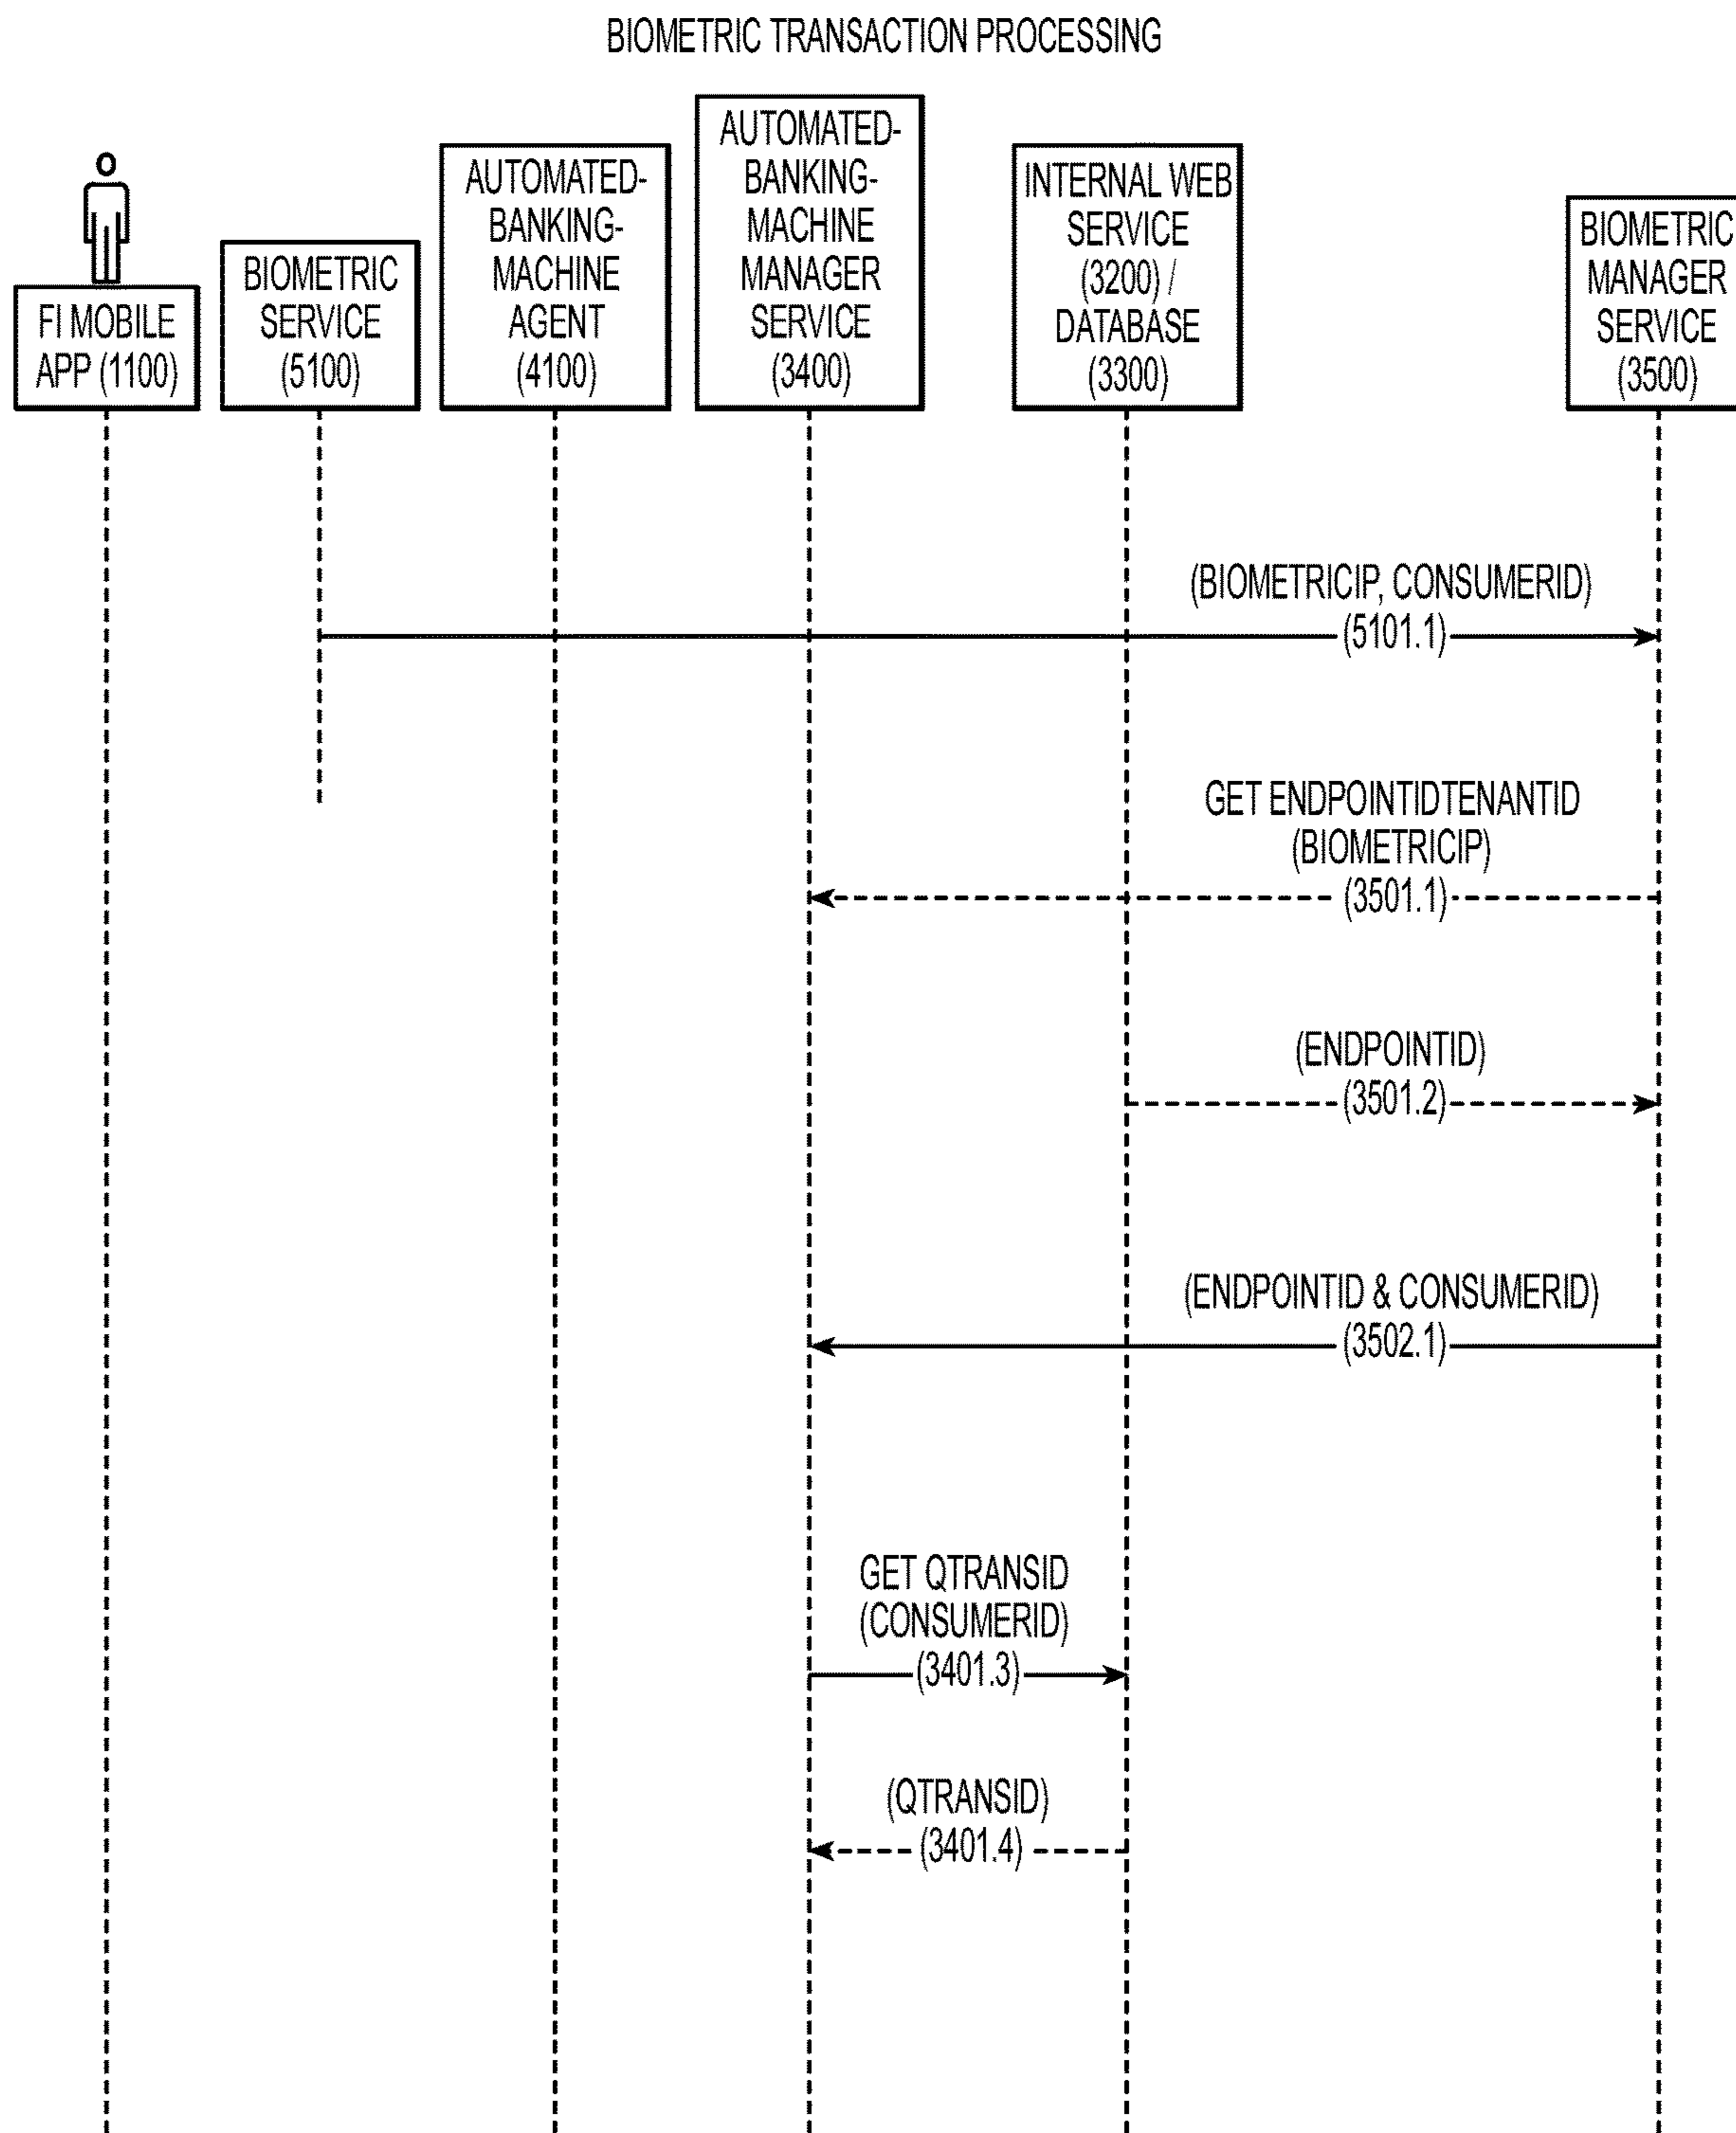 BIOMETRIC TRANSACTION PROCESSING
FI MOBILE
APP (1100)
BIOMETRIC
SERVICE
(5100)
AUTOMATED-
BANKING-
MACHINE
AGENT
(4100)
AUTOMATED-
BANKING-
MACHINE
MANAGER
SERVICE
(3400)
INTERNAL WEB
SERVICE
(3200) /
DATABASE
(3300)
BIOMETRIC
MANAGER
SERVICE
(3500)
(BIOMETRICIP, CONSUMERID)
(5101.1)
GET ENDPOINTIDTENANTID
(BIOMETRICIP)
(3501.1)
(ENDPOINTID)
(3501.2)
(ENDPOINTID & CONSUMERID)
(3502.1)
GET QTRANSID
(CONSUMERID)
(3401.3)
(QTRANSID)
(3401.4)